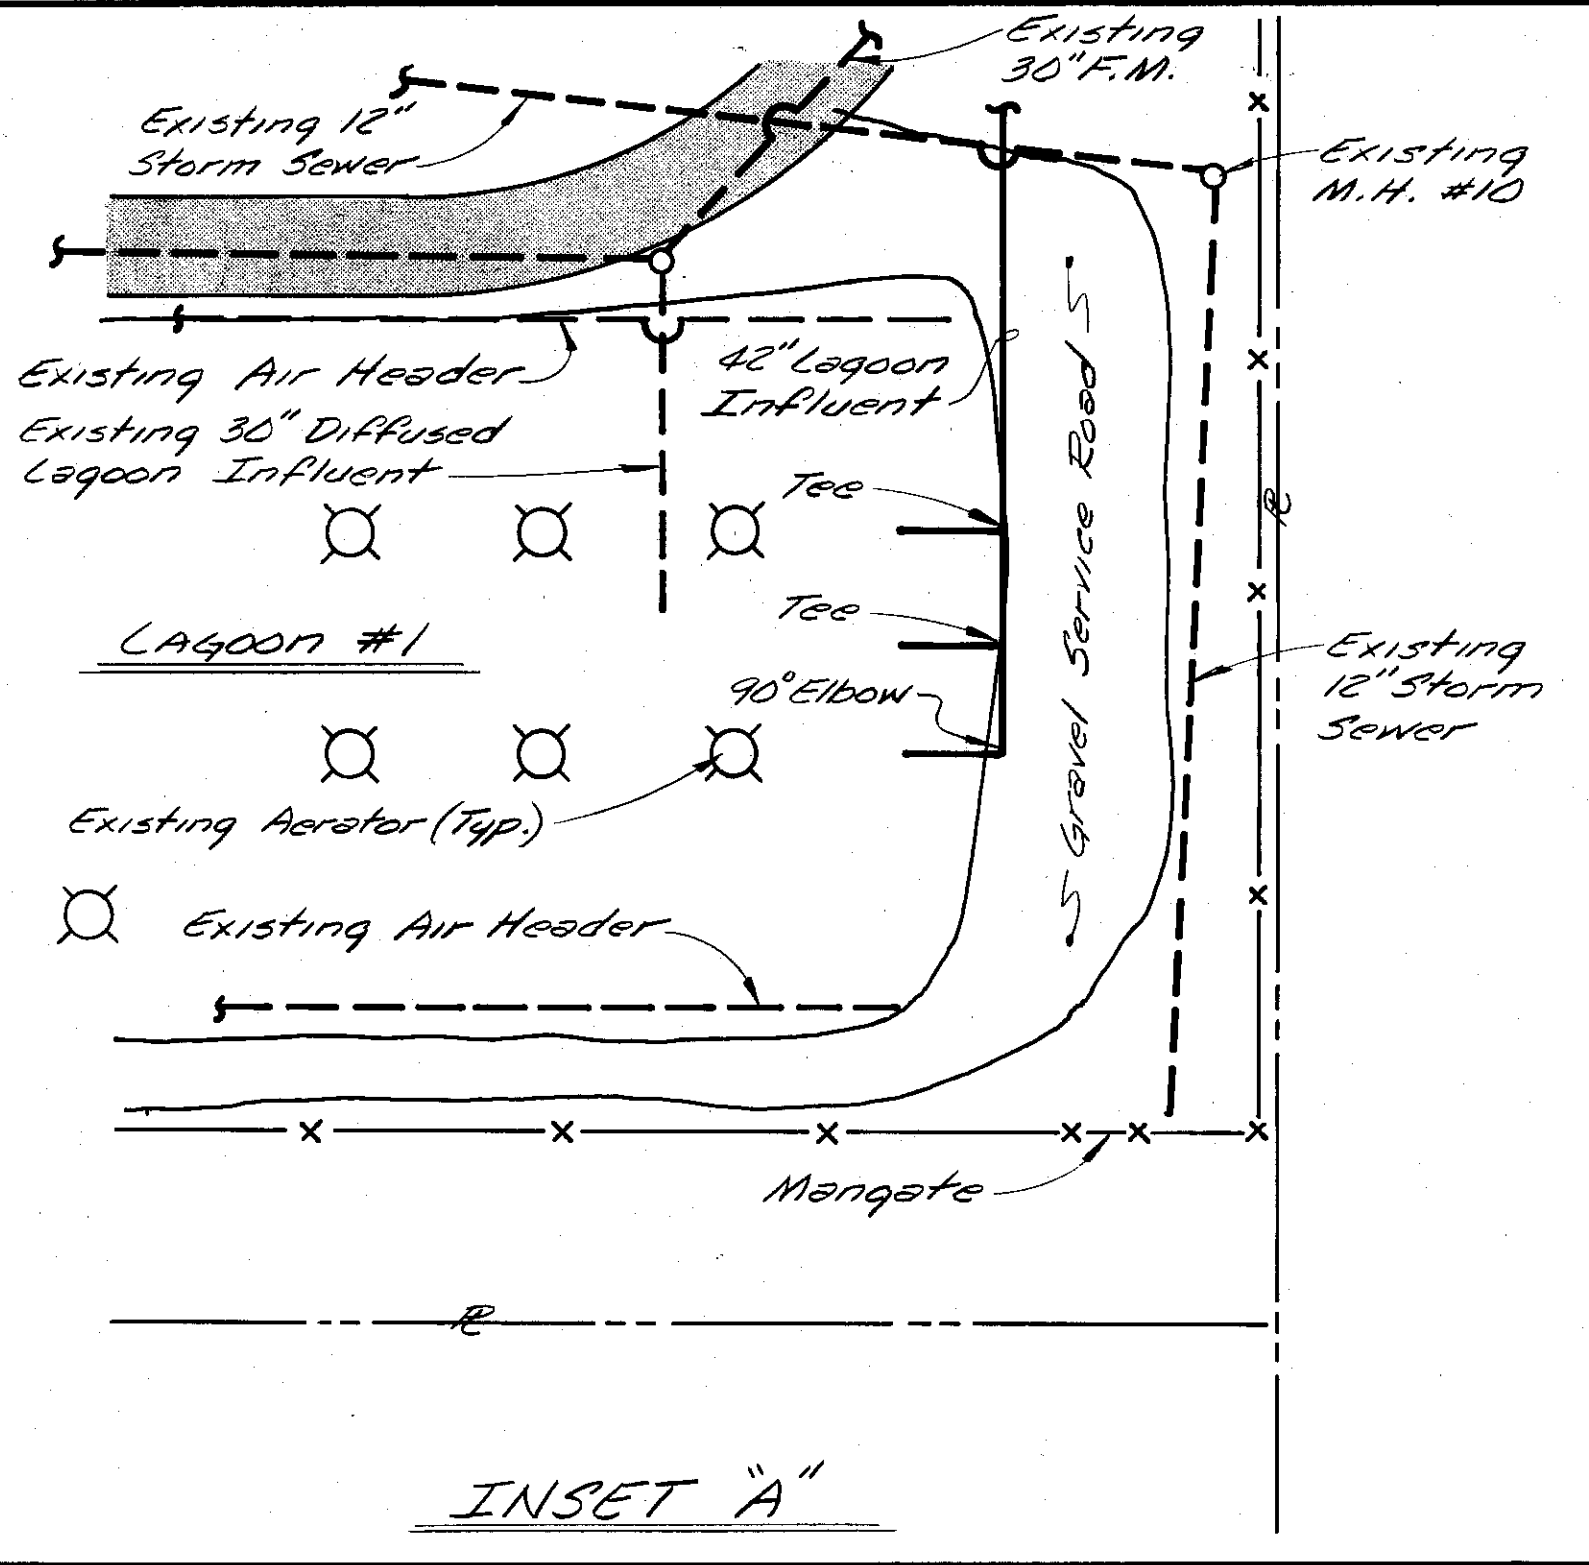 Existing
30" F.M.
Existing 12"
Storm Sewer
Existing
M.H. #10
Existing Air Header
42" Lagoon
Influent
Existing 30" Diffused
Lagoon Influent
Tee
Gravel Service Road
PL
Tee
LAGOON #1
Existing
12" Storm
Sewer
90° Elbow
Existing Aerator (Typ.)
Existing Air Header
Mangate
PL
INSET "A"